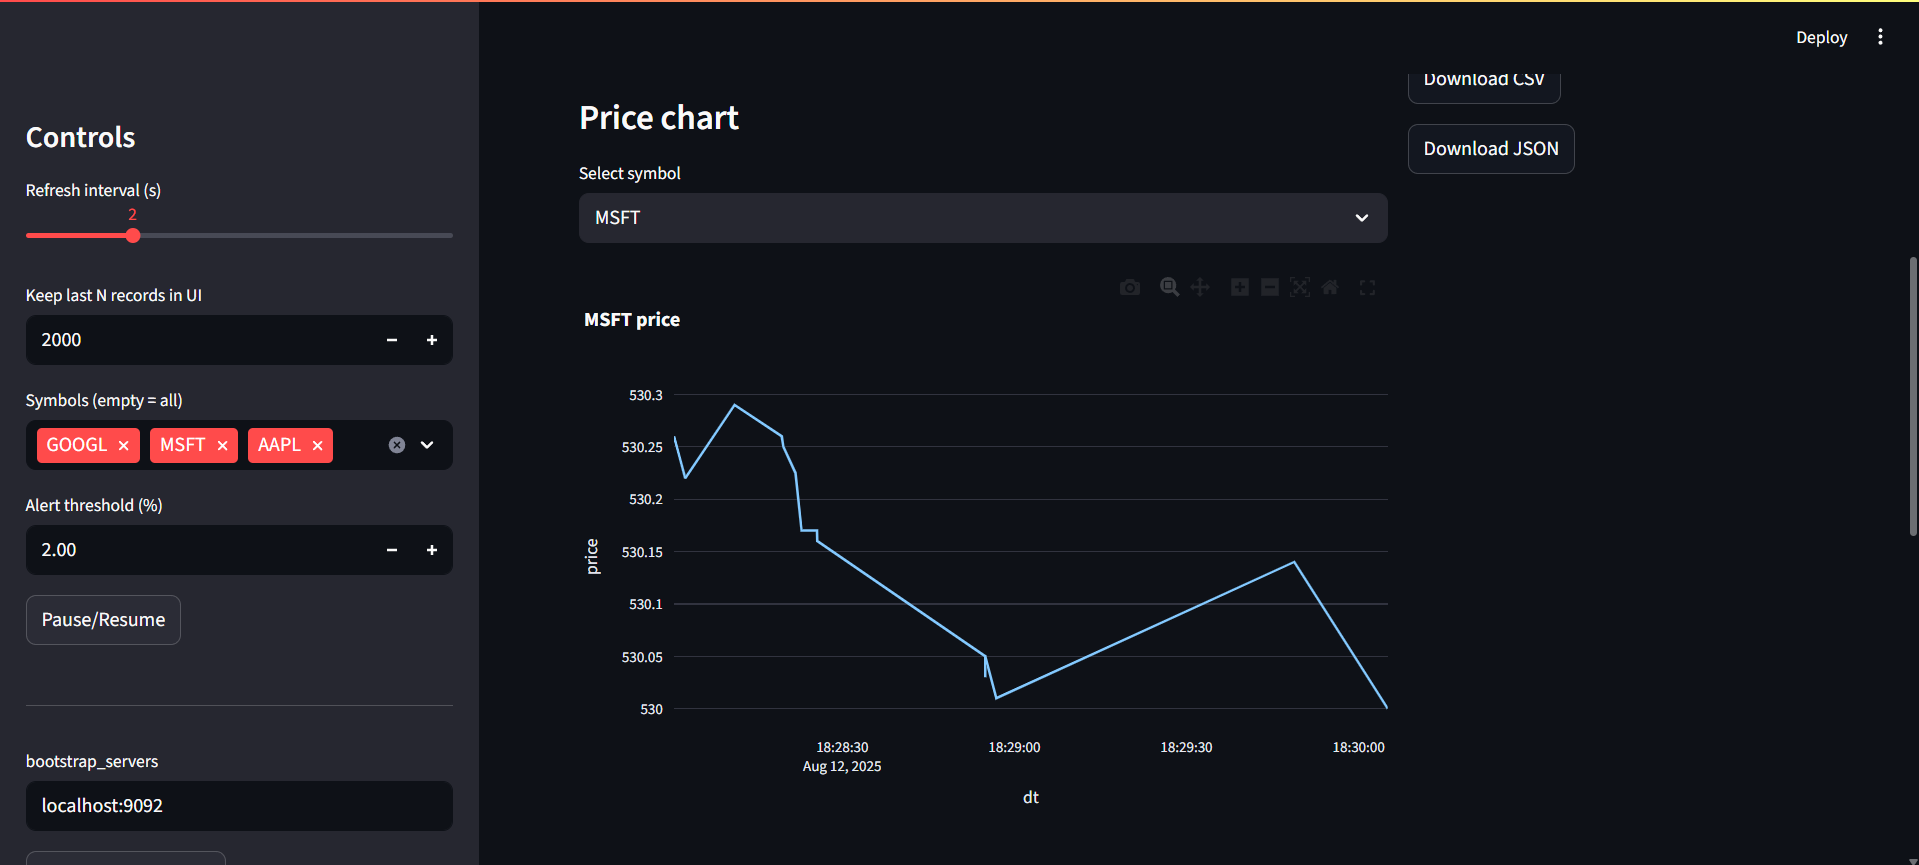 Deploy
Controls
Refresh interval (s)
2
Keep last N records in UI
2000
Symbols (empty = all)
GOOGL
MSFT
AAPL
Alert threshold (%)
2.00
Pause/Resume
bootstrap_servers
localhost:9092
Price chart
Select symbol
MSFT
MSFT price
530.3
530.25
530.2
530.15
530.1
530.05
530
price
18:28:30
Aug 12, 2025
18:29:00
18:29:30
18:30:00
dt
Download CSV
Download JSON